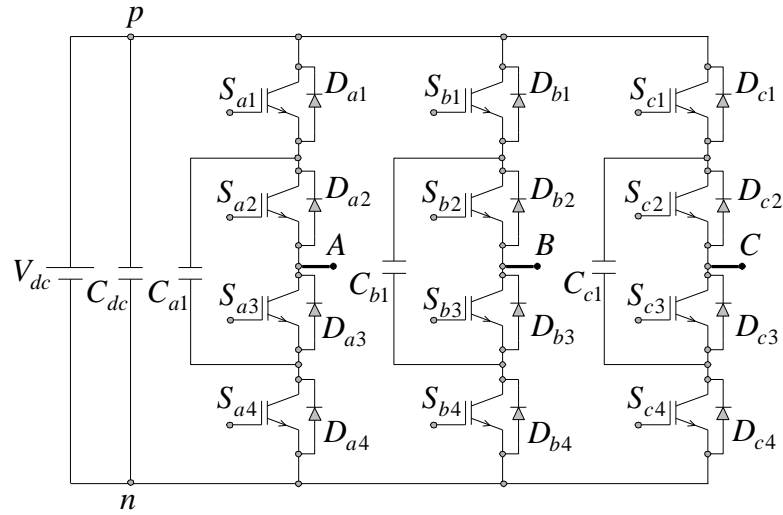 p
S_{a1} D_{a1} S_{b1} D_{b1} S_{c1} D_{c1}
S_{a2} D_{a2} S_{b2} D_{b2} S_{c2} D_{c2}
A B C
V_{dc} C_{dc} C_{a1} C_{b1} C_{c1}
S_{a3} D_{a3} S_{b3} D_{b3} S_{c3} D_{c3}
S_{a4} D_{a4} S_{b4} D_{b4} S_{c4} D_{c4}
n